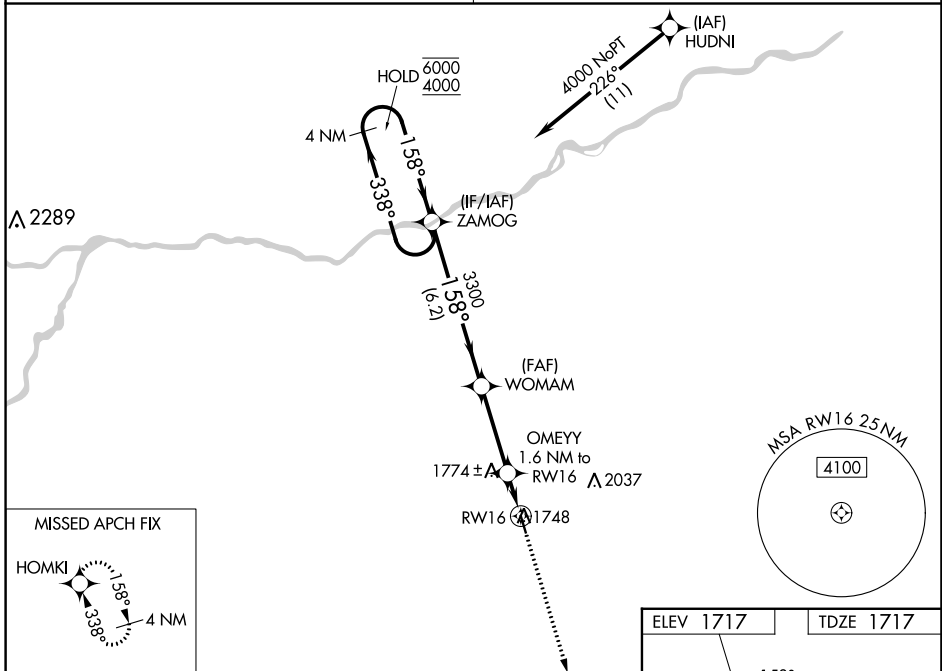 (IAF)
HUDNI
4000 NoPT
226°
(11)
HOLD 6000
4000
4 NM
158°
338°
(IF/IAF)
ZAMOG
2289
3300
158°
(6.2)
(FAF)
WOMAM
OMEYY
1.6 NM to
RW16
1774 ±
2037
RW16
1748
MSA RW16 25 NM
4100
MISSED APCH FIX
HOMKI
158°
338°
4 NM
ELEV 1717
TDZE 1717